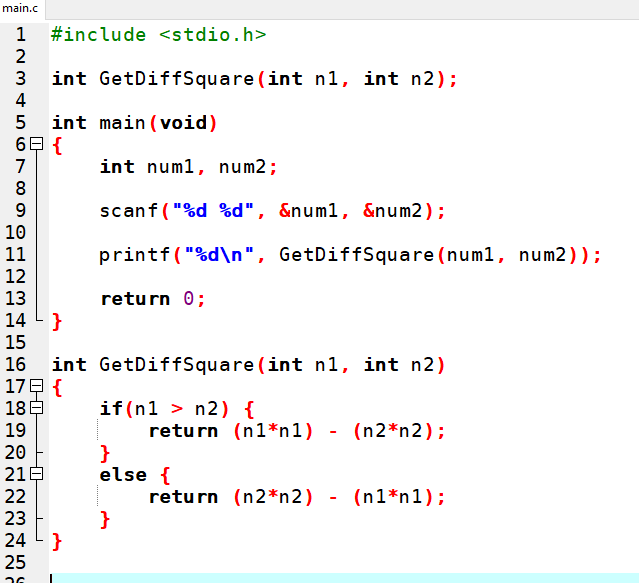 main.c
1 #include <stdio.h>
2
3 int GetDiffSquare(int n1, int n2);
4
5 int main(void)
6 {
7 int num1, num2;
8
9 scanf("%d %d", &num1, &num2);
10
11 printf("%d\n", GetDiffSquare(num1, num2));
12
13 return 0;
14 }
15
16 int GetDiffSquare(int n1, int n2)
17 {
18 if(n1 > n2) {
19 return (n1*n1) - (n2*n2);
20 }
21 else {
22 return (n2*n2) - (n1*n1);
23 }
24 }
25
26